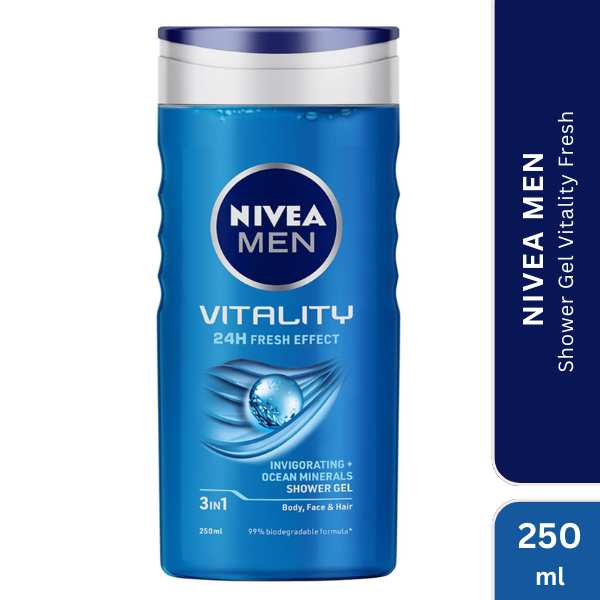 NIVEA
MEN
VITALITY
24H FRESH EFFECT
INVIGORATING +
OCEAN MINERALS
SHOWER GEL
3IN1
Body, Face & Hair
250ml
99% biodegradable formula*
NIVEA MEN
Shower Gel Vitality Fresh
250
ml